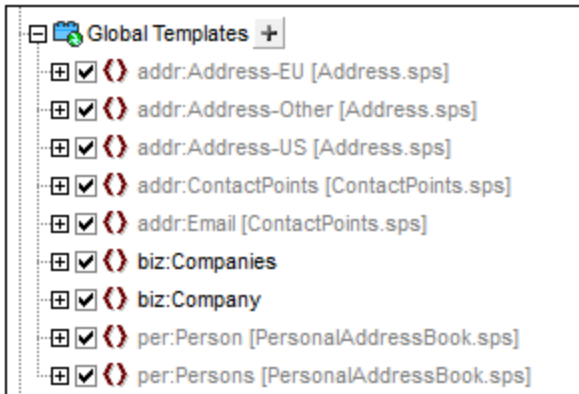 Global Templates
addr:Address-EU [Address.sps]
addr:Address-Other [Address.sps]
addr:Address-US [Address.sps]
addr:ContactPoints [ContactPoints.sps]
addr:Email [ContactPoints.sps]
biz:Companies
biz:Company
per:Person [PersonalAddressBook.sps]
per:Persons [PersonalAddressBook.sps]